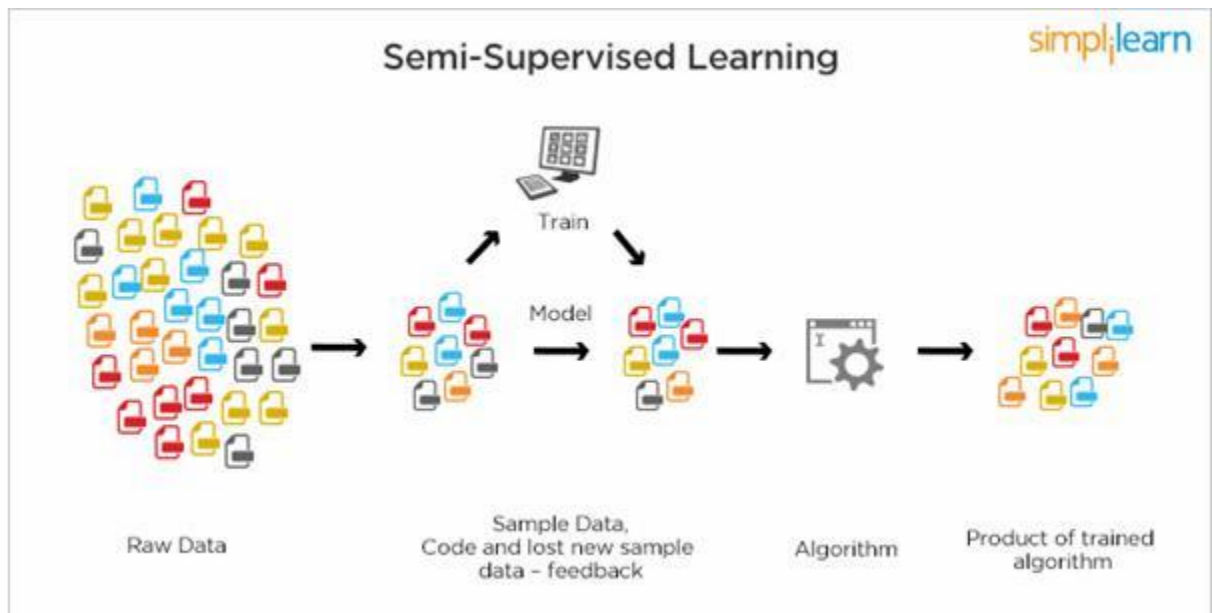 Semi-Supervised Learning
simplilearn
Train
Model
Raw Data
Sample Data,
Code and lost new sample
data – feedback
Algorithm
Product of trained
algorithm